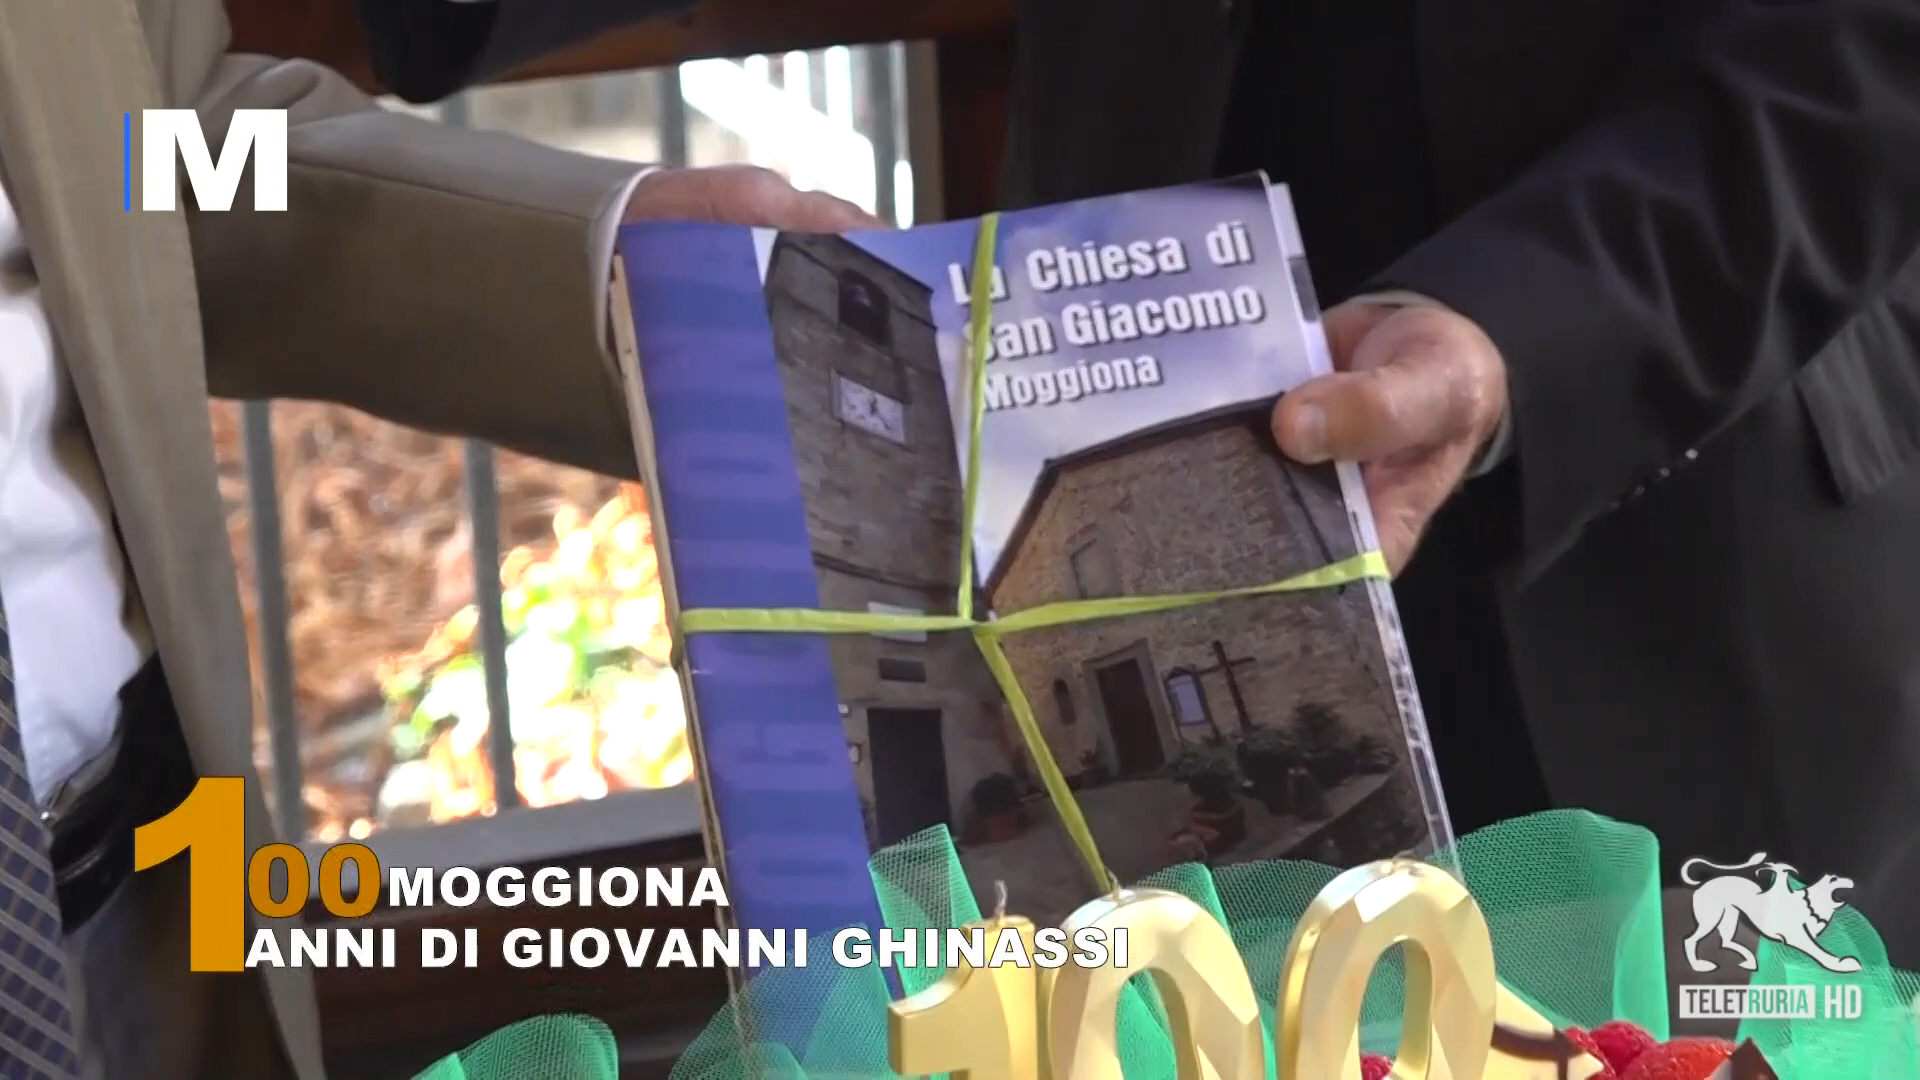 M
La Chiesa di
San Giacomo
Moggiona
100 MOGGIONA
ANNI DI GIOVANNI GHINASSI
100
TELETRURIA HD